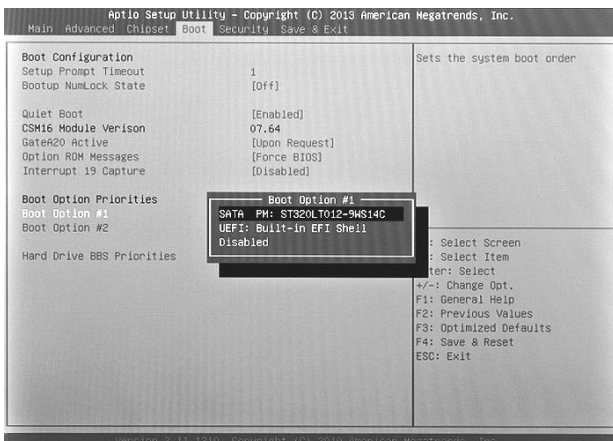 Aptio Setup Utility – Copyright (C) 2013 American Megatrends, Inc.
Main Advanced Chipset Boot Security Save & Exit
Boot Configuration
Setup Prompt Timeout 1
Bootup NumLock State [Off]
Quiet Boot [Enabled]
CSM16 Module Verison 07.64
GateA20 Active [Upon Request]
Option ROM Messages [Force BIOS]
Interrupt 19 Capture [Disabled]
Boot Option Priorities
Boot Option #1
Boot Option #2
Hard Drive BBS Priorities
Boot Option #1
SATA PM: ST320LT012-9WS14C
UEFI: Built-in EFI Shell
Disabled
Sets the system boot order
: Select Screen
: Select Item
ter: Select
+/-: Change Opt.
F1: General Help
F2: Previous Values
F3: Optimized Defaults
F4: Save & Reset
ESC: Exit